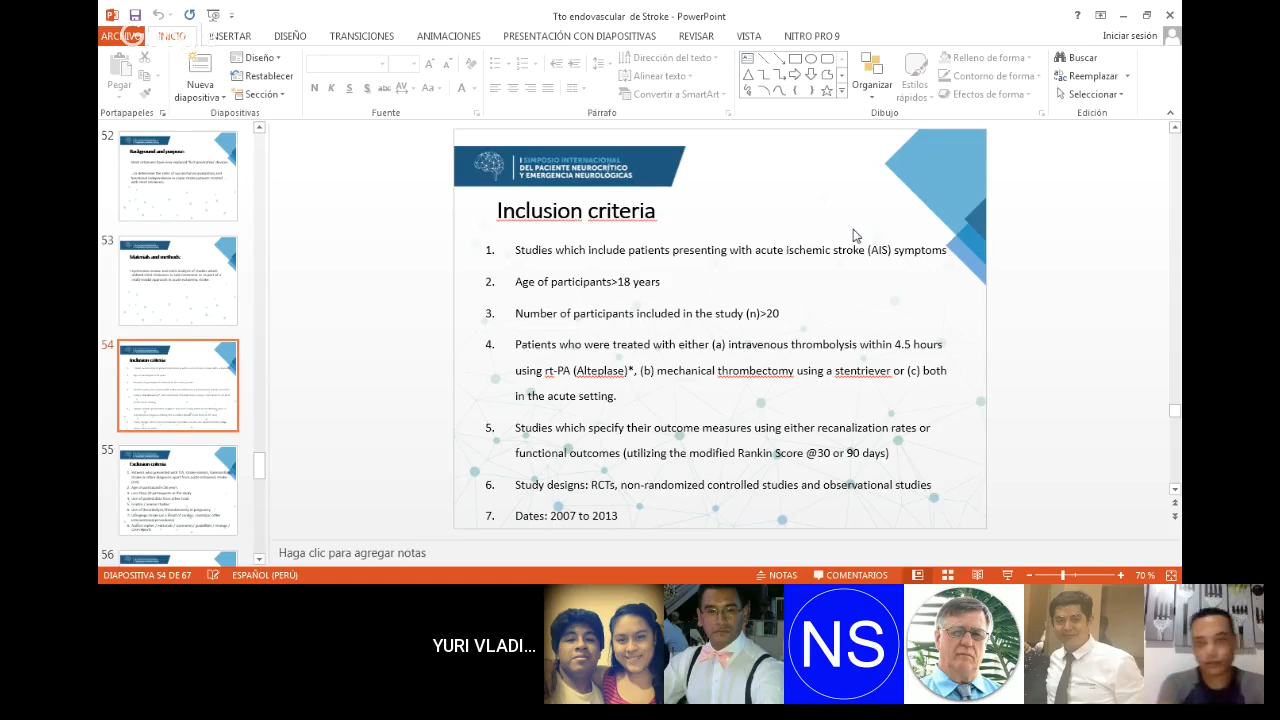 The Endovascular of Stroke - PowerPoint
ARCHIVO INICIO INSERTAR DISEÑO TRANSICIONES ANIMACIONES PRESENTACIÓN CON DIAPOSITIVAS REVISAR VISTA NITRO PRO 9
Iniciar sesión
Pegar
Nueva diapositiva
Diseño
Restablecer
Sección
Dirección del texto
Alinear texto
Convertir a SmartArt
Organizar
Estilos rápidos
Relleno de forma
Contorno de forma
Efectos de forma
Buscar
Reemplazar
Seleccionar
Portapapeles Diapositivas Fuente Párrafo Dibujo Edición
52
Background and purpose:
53
Materials and methods:
54
Inclusion criteria
55
Exclusion criteria
56
I SIMPOSIO INTERNACIONAL
DEL PACIENTE NEUROCRÍTICO
Y EMERGENCIA NEUROLÓGICAS
Inclusion criteria
1. Studies must include patients presenting with acute ischemic stroke (AIS) symptoms
2. Age of participants>18 years
3. Number of participants included in the study (n)>20
4. Patients who were treated with either (a) intravenous thrombolysis within 4.5 hours
using rt-PA (actilyse)*, (b) mechanical thrombectomy using stent retriever or (c) both
in the acute setting.
5. Studies must report their outcome measures using either recanalization rates or
functional outcomes (utilizing the modified Rankin Score @ 30 or 90 days)
6. Study design: RCTs, non-randomized controlled studies and observational studies
Dates: 2007 to 2013
Haga clic para agregar notas
DIAPOSITIVA 54 DE 67 ESPAÑOL (PERÚ) NOTAS COMENTARIOS 70 %
YURI VLADI...
NS